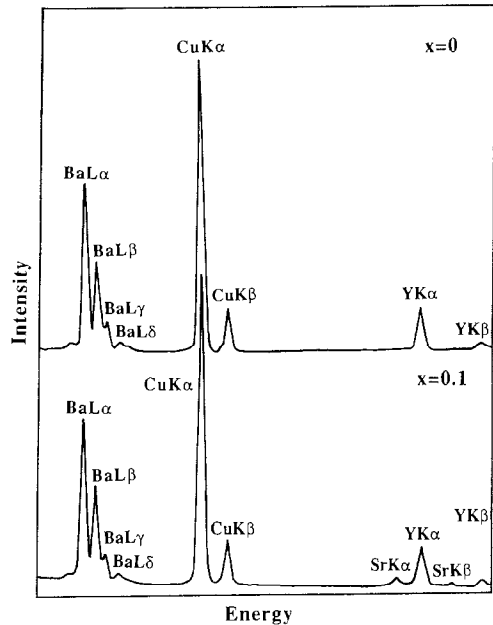 CuKα
x=0
BaLα
BaLβ
BaLγ
BaLδ
CuKβ
YKα
YKβ
Intensity
CuKα
x=0.1
BaLα
BaLβ
BaLγ
BaLδ
CuKβ
SrKα
YKα
SrKβ
YKβ
Energy